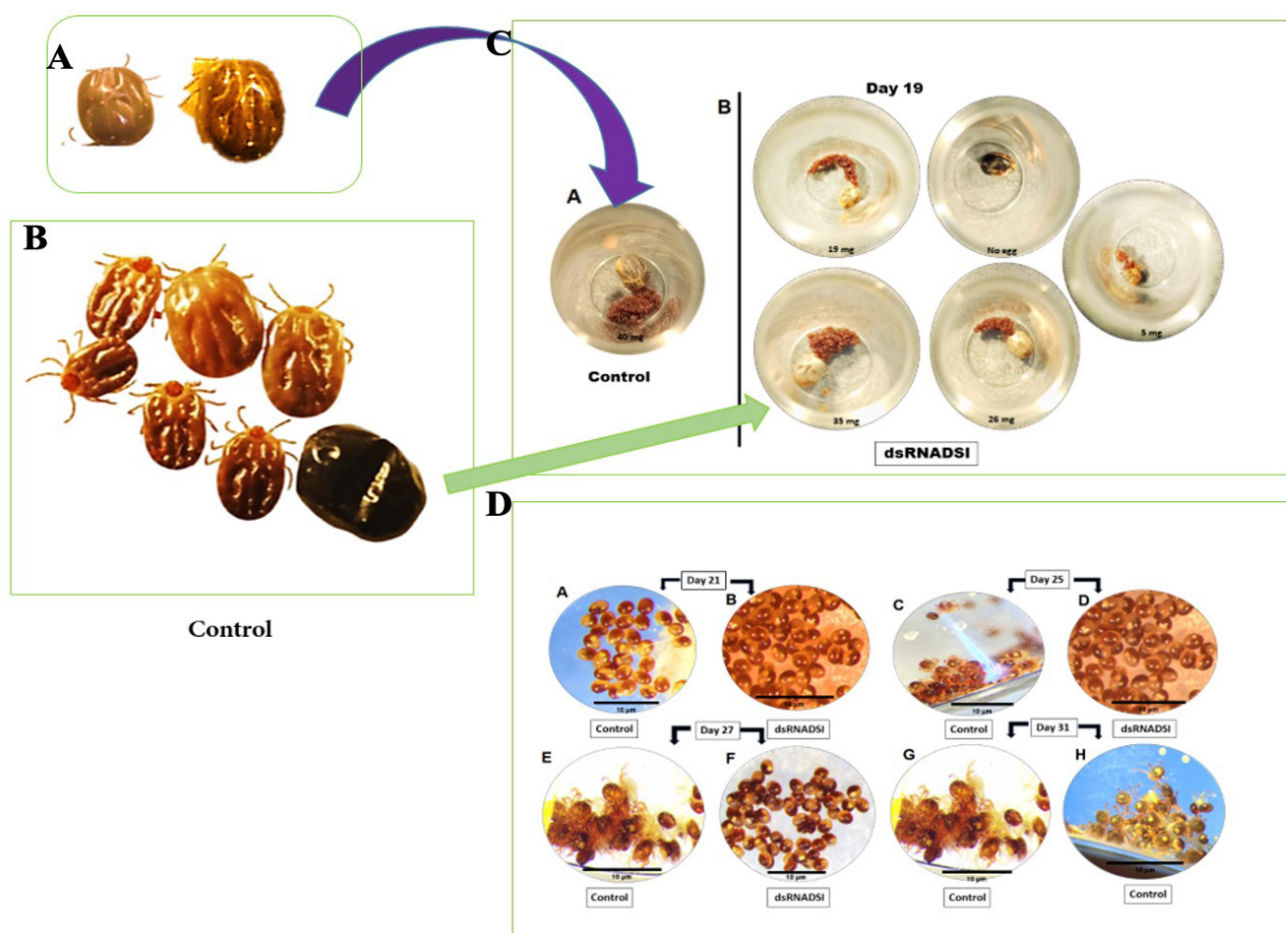 A
B
Control
C
A
40 mg
Control
B
Day 19
19 mg
No egg
5 mg
35 mg
26 mg
dsRNADSI
D
Day 21
Day 25
A
B
C
D
10 µm
10 µm
10 µm
10 µm
Control
dsRNADSI
Control
dsRNADSI
Day 27
Day 31
E
F
G
H
10 µm
10 µm
10 µm
10 µm
Control
dsRNADSI
Control
Control